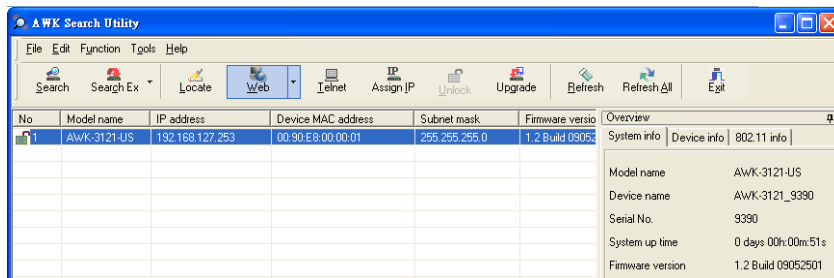 AWK Search Utility
File Edit Function Tools Help
Search Search Ex Locate Web Telnet Assign IP Unlock Upgrade Refresh Refresh All Exit
No Model name IP address Device MAC address Subnet mask Firmware versio
1 AWK-3121-US 192.168.127.253 00:90:E8:00:00:01 255.255.255.0 1.2 Build 09052
Overview
System info Device info 802.11 info
Model name AWK-3121-US
Device name AWK-3121_9390
Serial No. 9390
System up time 0 days 00h:00m:51s
Firmware version 1.2 Build 09052501